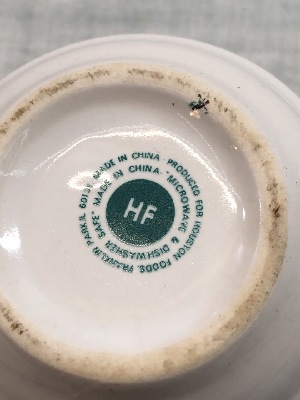 MADE IN CHINA · PRODUCED FOR HOUSTON FOODS, FRANKLIN PARK, IL 60131
MADE IN CHINA · MICROWAVE & DISHWASHER SAFE
HF